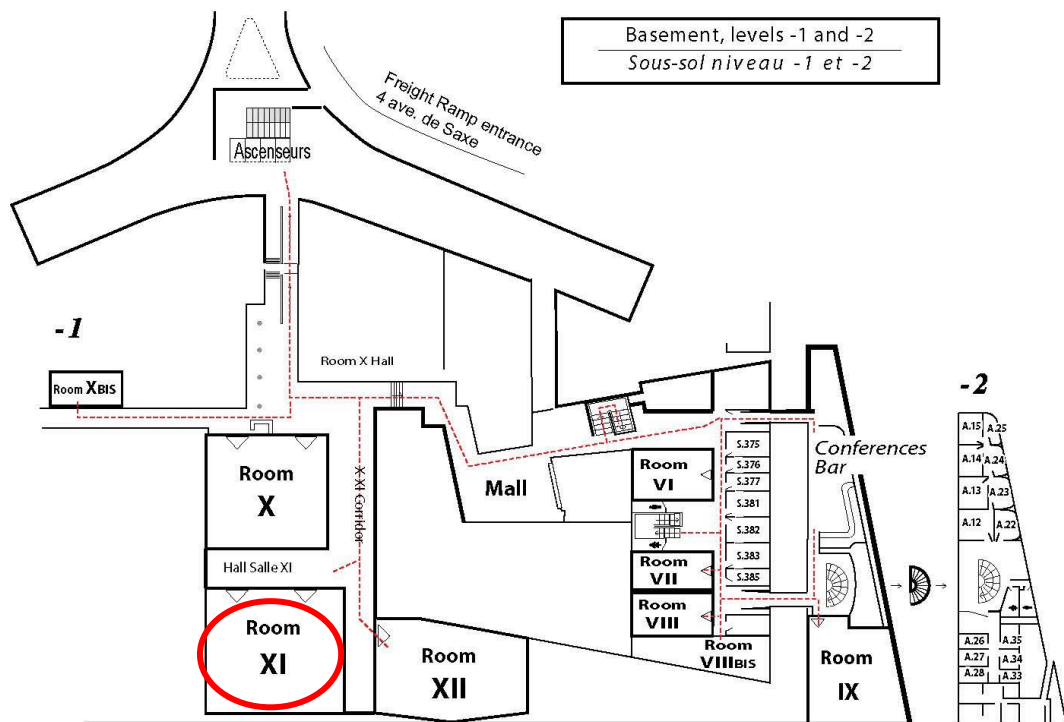 Basement, levels -1 and -2
Sous-sol niveau -1 et -2
Freight Ramp entrance
4 ave. de Saxe
Ascenseurs
-1
Room X Hall
Room XBIS
-2
Room
X
X XI Corridor
Mall
Room
VI
S.375
S.376
S.377
S.381
S.382
S.383
S.385
Conferences
Bar
A.15
A.25
A.14
A.24
A.13
A.23
A.12
A.22
Hall Salle XI
Room
VII
Room
VIII
Room
VIIIBIS
Room
XI
Room
XII
Room
IX
A.26
A.35
A.27
A.34
A.28
A.33